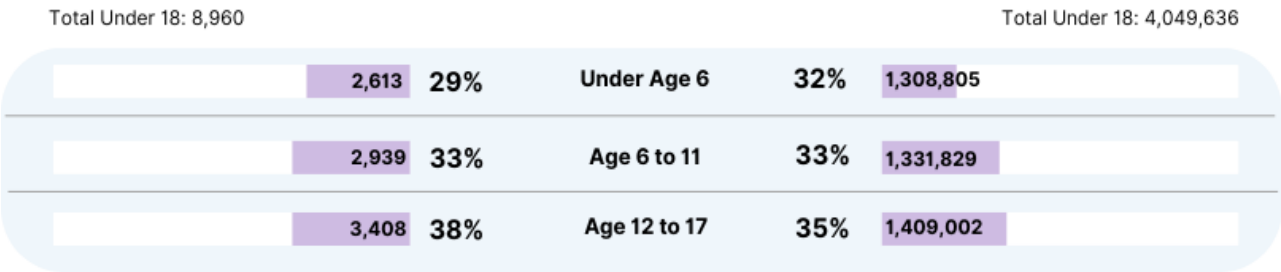 Total Under 18: 8,960 Total Under 18: 4,049,636
2,613 29% Under Age 6 32% 1,308,805
2,939 33% Age 6 to 11 33% 1,331,829
3,408 38% Age 12 to 17 35% 1,409,002